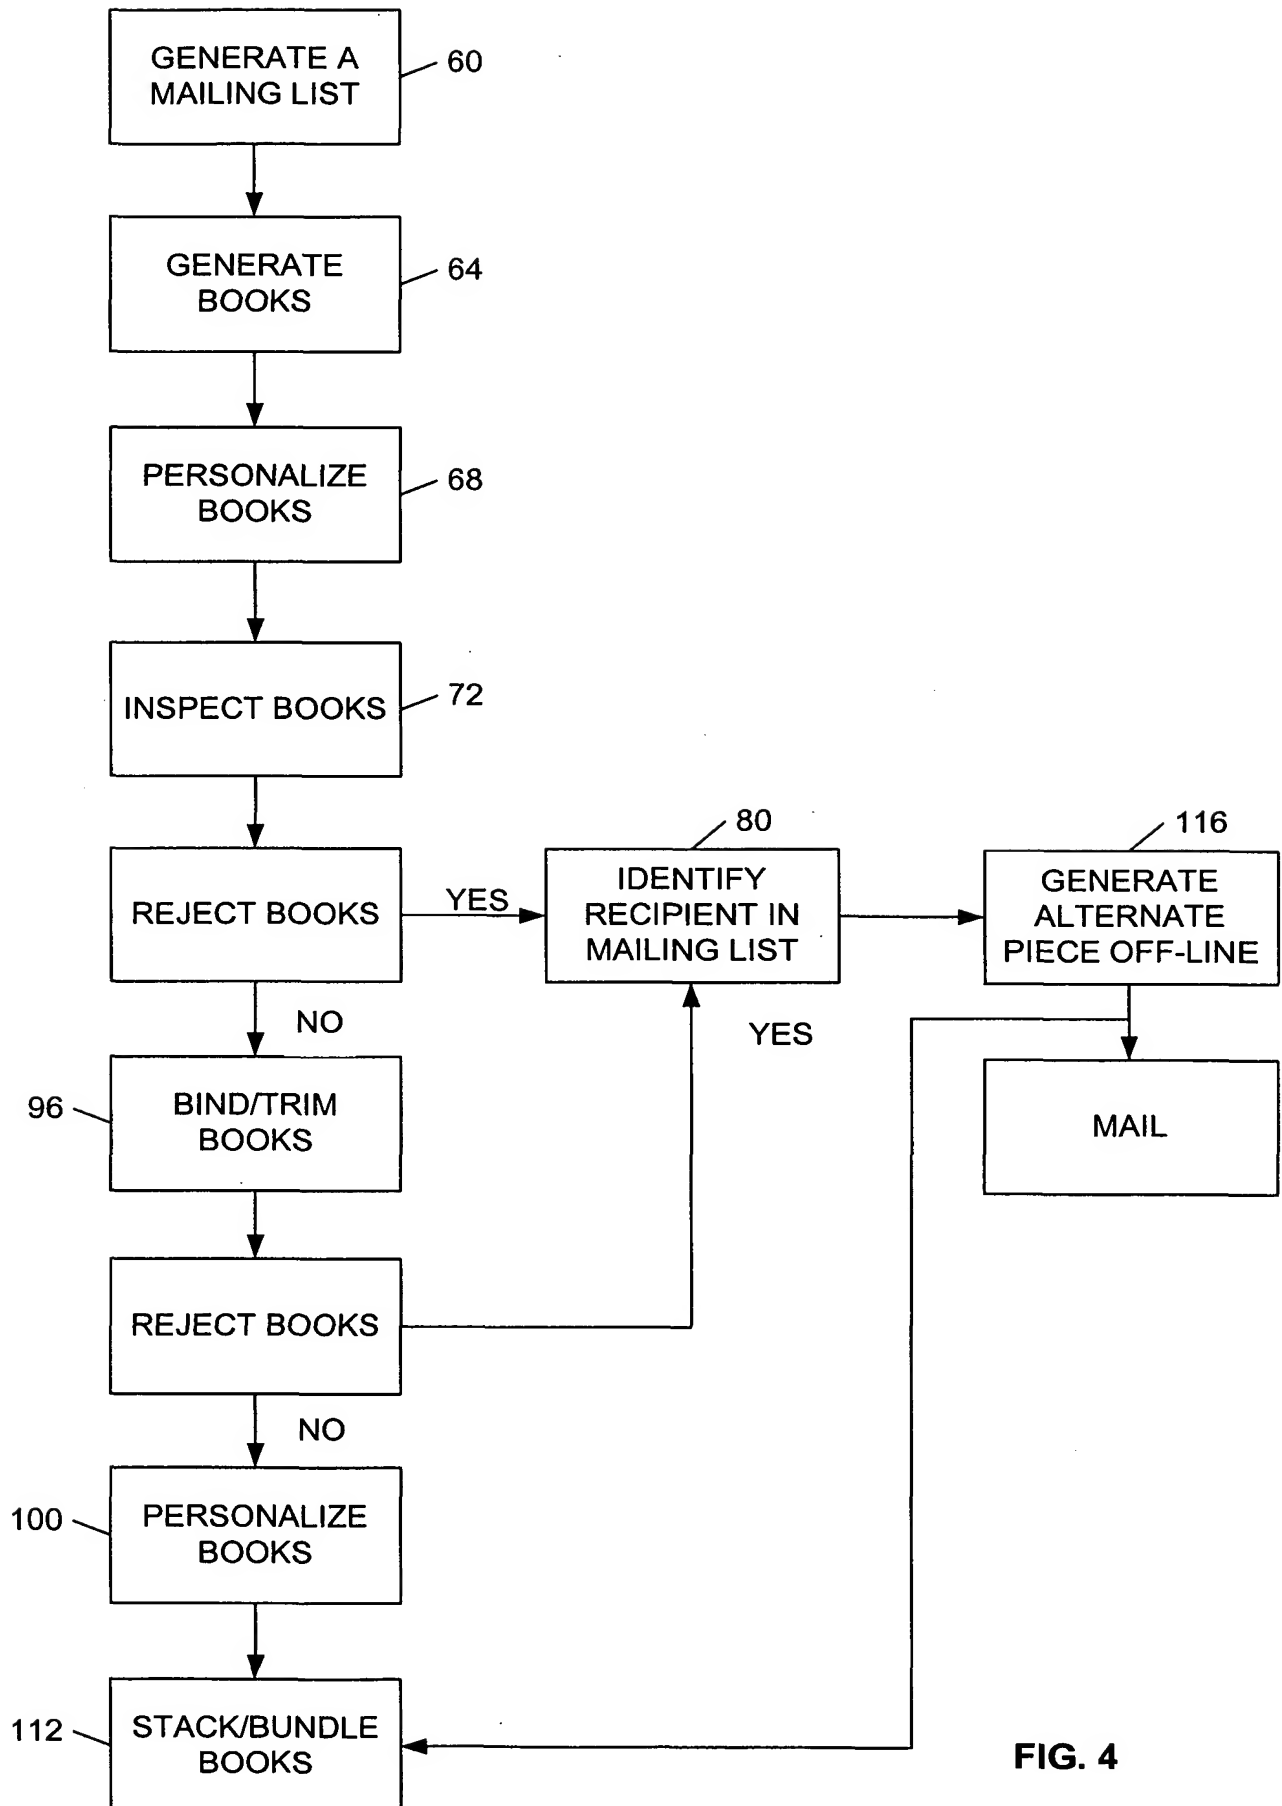 GENERATE A
MAILING LIST
60
GENERATE
BOOKS
64
PERSONALIZE
BOOKS
68
INSPECT BOOKS
72
REJECT BOOKS
YES
80
IDENTIFY
RECIPIENT IN
MAILING LIST
116
GENERATE
ALTERNATE
PIECE OFF-LINE
NO
YES
MAIL
96
BIND/TRIM
BOOKS
REJECT BOOKS
NO
100
PERSONALIZE
BOOKS
112
STACK/BUNDLE
BOOKS
FIG. 4